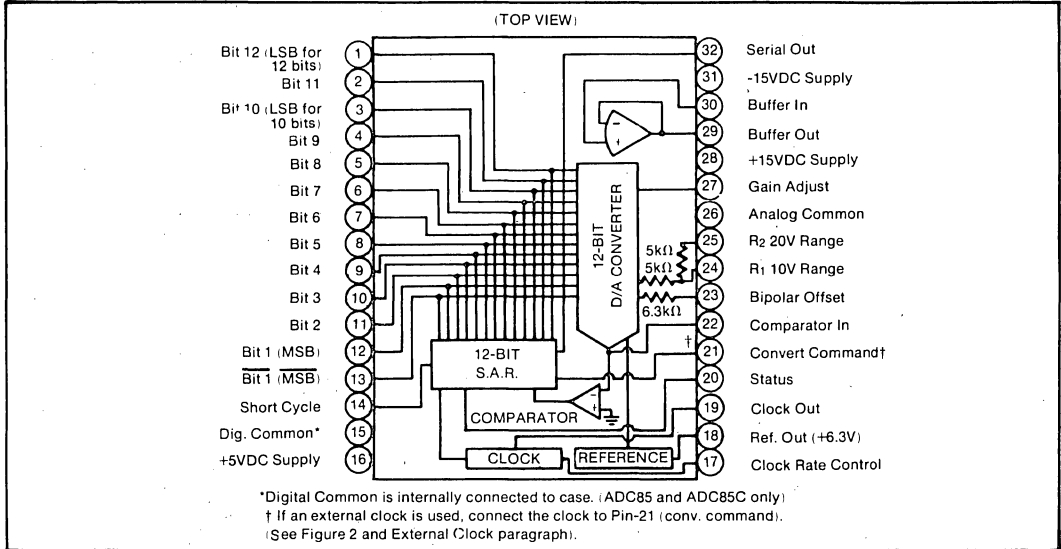 (TOP VIEW)
Bit 12 (LSB for
12 bits)
Bit 11
Bit 10 (LSB for
10 bits)
Bit 9
Bit 8
Bit 7
Bit 6
Bit 5
Bit 4
Bit 3
Bit 2
Bit 1 (MSB)
Bit 1 (MSB)
Short Cycle
Dig. Common*
+5VDC Supply
1
2
3
4
5
6
7
8
9
10
11
12
13
14
15
16
12-BIT
D/A CONVERTER
5kΩ
5kΩ
6.3kΩ
12-BIT
S.A.R.
COMPARATOR
CLOCK
REFERENCE
-
+
-
+
†
32
31
30
29
28
27
26
25
24
23
22
21
20
19
18
17
Serial Out
-15VDC Supply
Buffer In
Buffer Out
+15VDC Supply
Gain Adjust
Analog Common
R2 20V Range
R1 10V Range
Bipolar Offset
Comparator In
Convert Command†
Status
Clock Out
Ref. Out (+6.3V)
Clock Rate Control
*Digital Common is internally connected to case. (ADC85 and ADC85C only)
† If an external clock is used, connect the clock to Pin-21 (conv. command).
(See Figure 2 and External Clock paragraph).